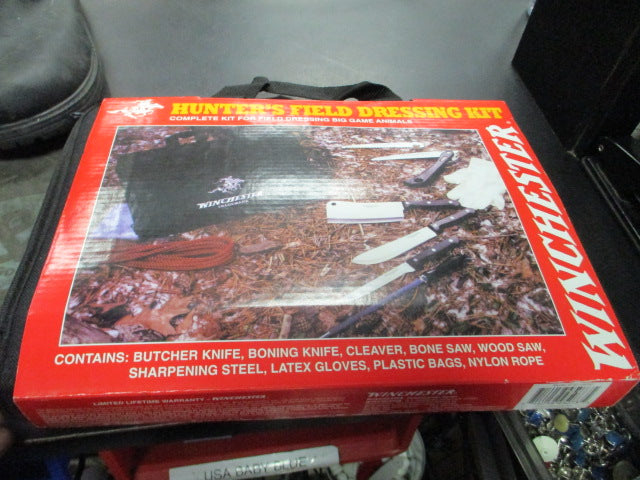 HUNTER'S FIELD DRESSING KIT
COMPLETE KIT FOR FIELD DRESSING BIG GAME ANIMALS
WINCHESTER
WINCHESTER
CONTAINS: BUTCHER KNIFE, BONING KNIFE, CLEAVER, BONE SAW, WOOD SAW,
SHARPENING STEEL, LATEX GLOVES, PLASTIC BAGS, NYLON ROPE
LIMITED LIFETIME WARRANTY - WINCHESTER
WINCHESTER
USA BABY BLUE